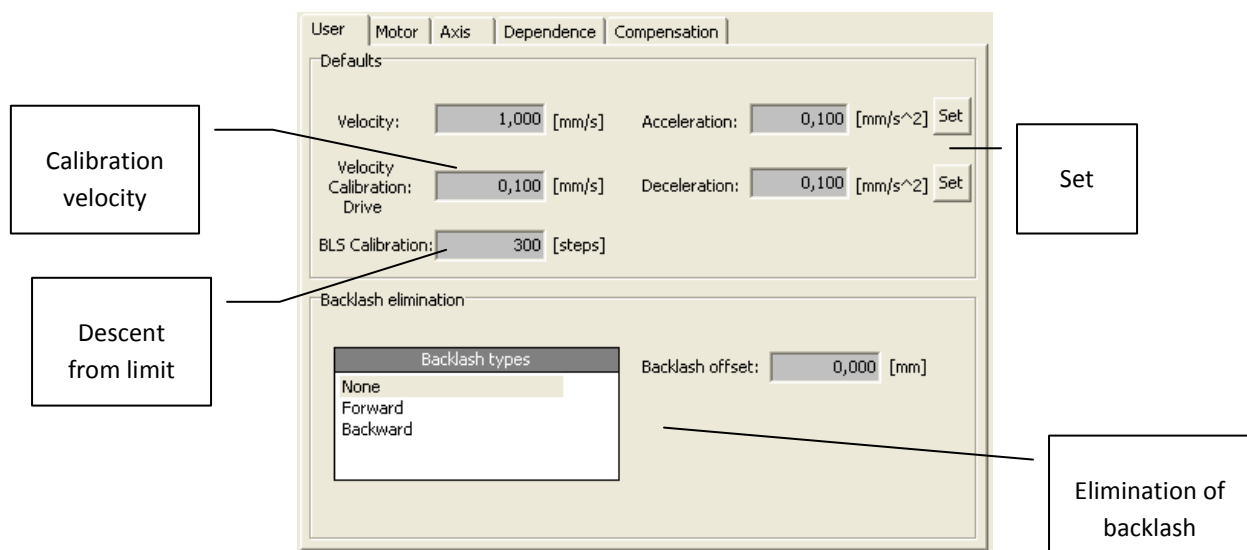 User Motor Axis Dependence Compensation
Defaults
Velocity: 1,000 [mm/s] Acceleration: 0,100 [mm/s^2] Set
Velocity
Calibration:
Drive
0,100 [mm/s] Deceleration: 0,100 [mm/s^2] Set
BLS Calibration: 300 [steps]
Backlash elimination
Backlash types
None
Forward
Backward
Backlash offset: 0,000 [mm]
Calibration
velocity
Descent
from limit
Set
Elimination of
backlash